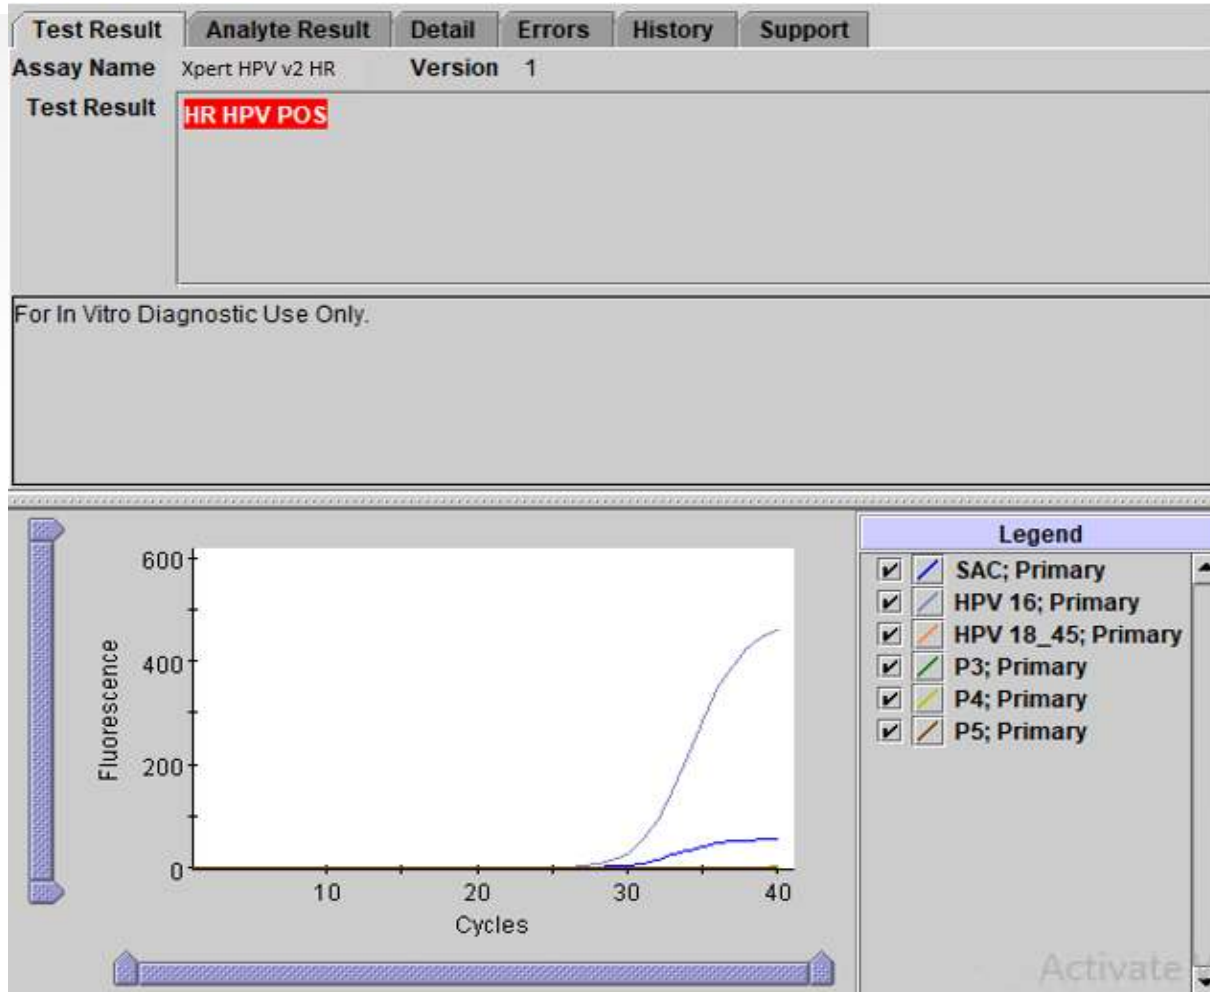 Test Result Analyte Result Detail Errors History Support
Assay Name Xpert HPV v2 HR Version 1
Test Result HR HPV POS
For In Vitro Diagnostic Use Only.
Legend
SAC; Primary
HPV 16; Primary
HPV 18_45; Primary
P3; Primary
P4; Primary
P5; Primary
600
400
200
0
Fluorescence
10 20 30 40
Cycles
Activate